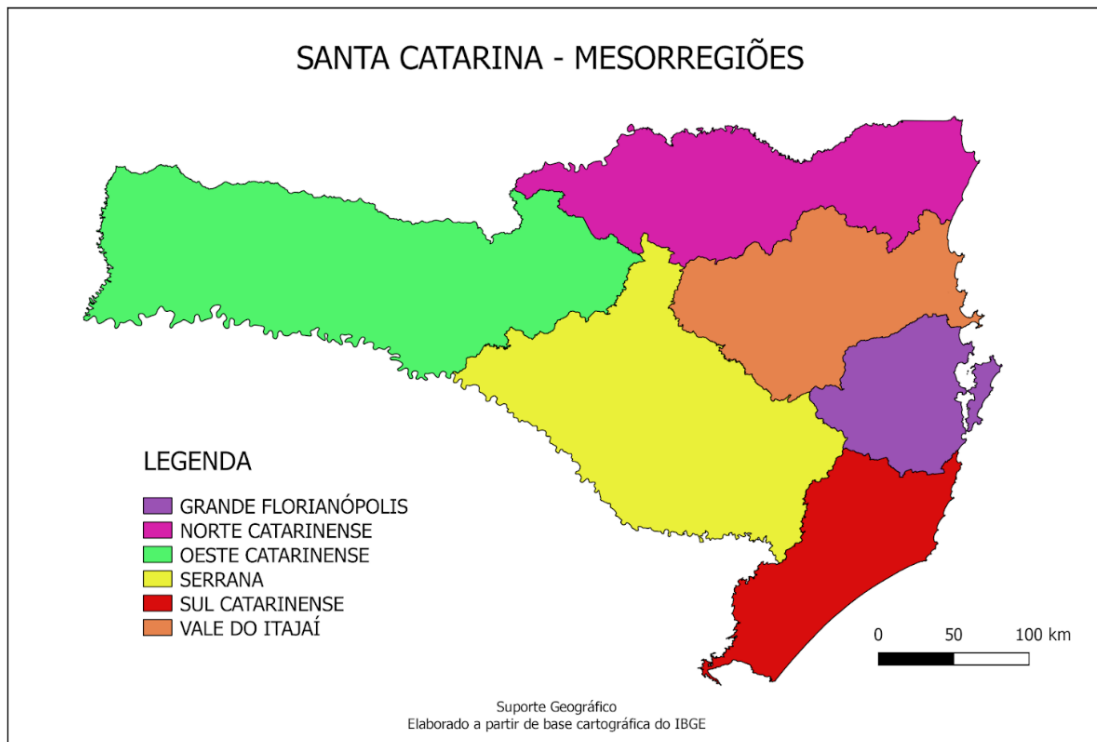 SANTA CATARINA - MESORREGIÕES
LEGENDA
GRANDE FLORIANÓPOLIS
NORTE CATARINENSE
OESTE CATARINENSE
SERRANA
SUL CATARINENSE
VALE DO ITAJAÍ
0 50 100 km
Suporte Geográfico
Elaborado a partir de base cartográfica do IBGE